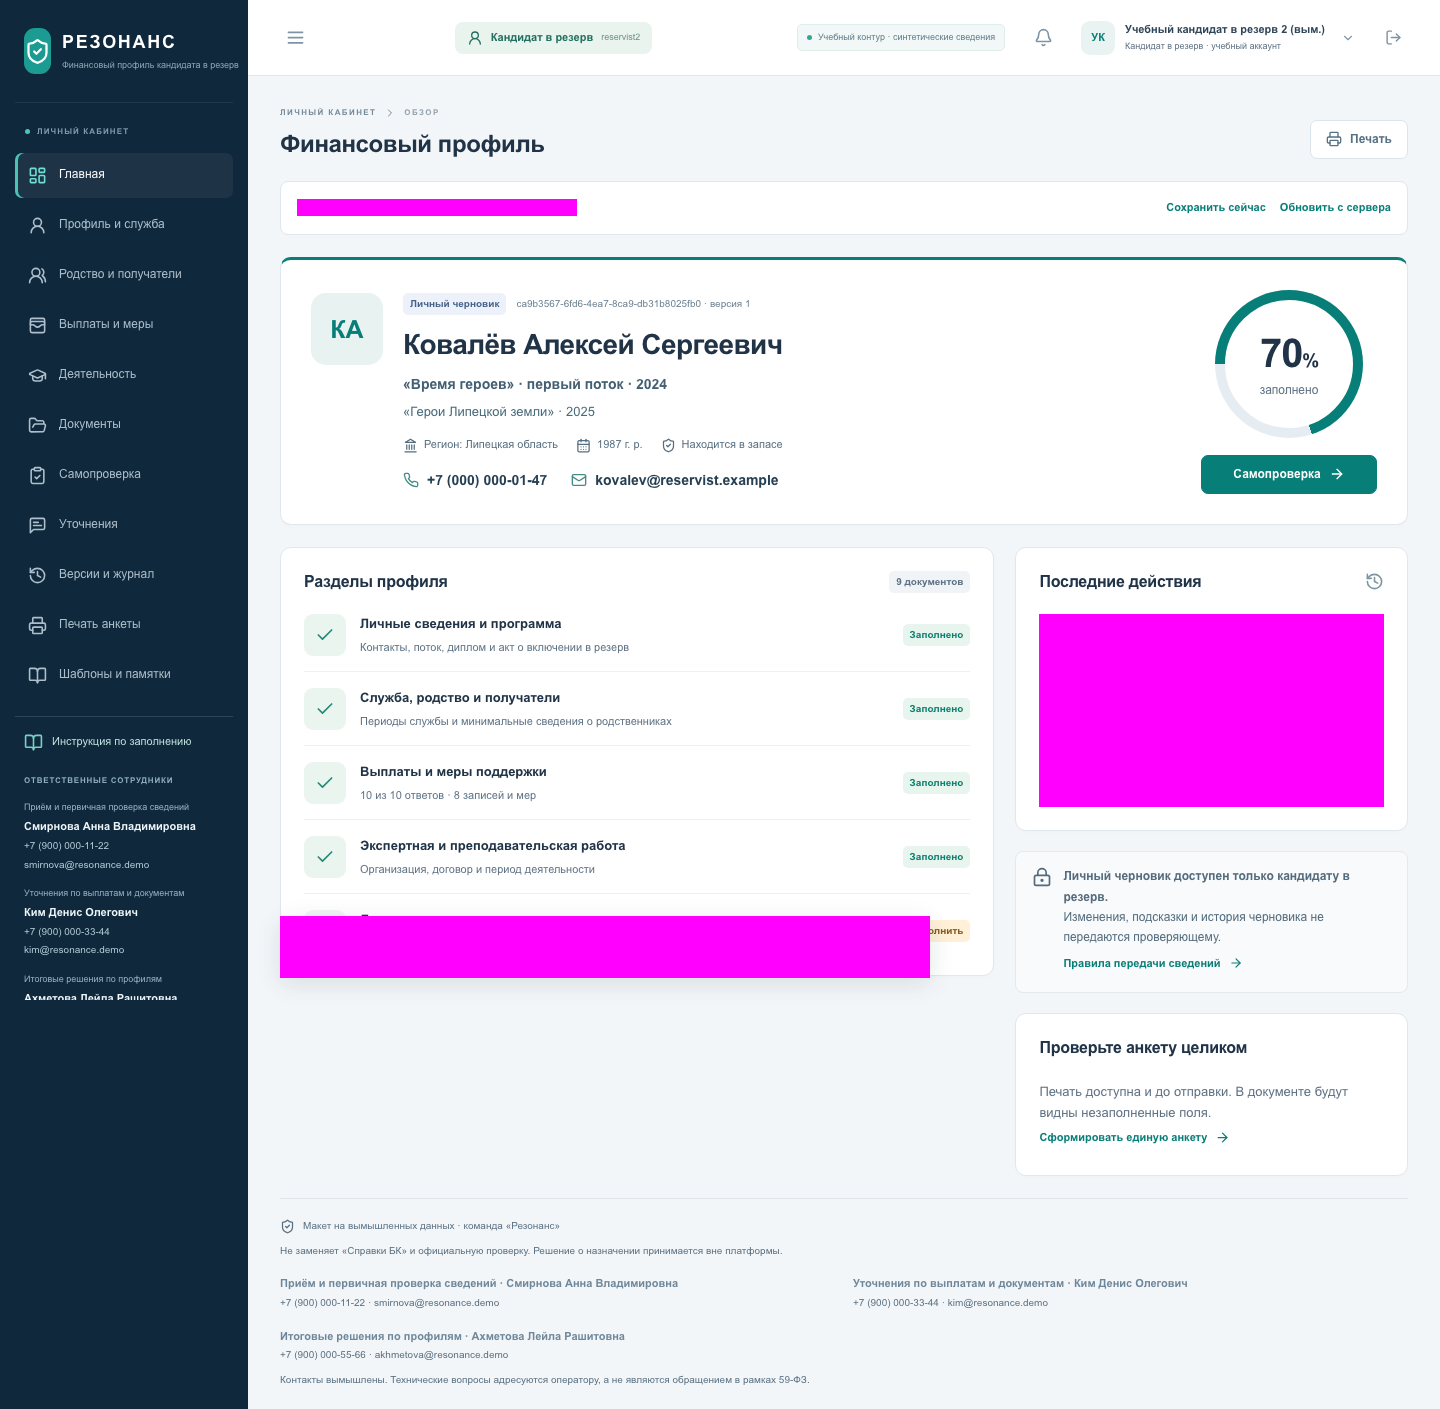 РЕЗОНАНС
Финансовый профиль кандидата в резерв
ЛИЧНЫЙ КАБИНЕТ
Главная
Профиль и служба
Родство и получатели
Выплаты и меры
Деятельность
Документы
Самопроверка
Уточнения
Версии и журнал
Печать анкеты
Шаблоны и памятки
Инструкция по заполнению
ОТВЕТСТВЕННЫЕ СОТРУДНИКИ
Приём и первичная проверка сведений
Смирнова Анна Владимировна
+7 (900) 000-11-22
smirnova@resonance.demo
Уточнения по выплатам и документам
Ким Денис Олегович
+7 (900) 000-33-44
kim@resonance.demo
Итоговые решения по профилям
Ахметова Лейла Рашитовна
Кандидат в резерв reservist2
Учебный контур · синтетические сведения
УК
Учебный кандидат в резерв 2 (вым.)
Кандидат в резерв · учебный аккаунт
ЛИЧНЫЙ КАБИНЕТ
ОБЗОР
Финансовый профиль
Печать
Сохранить сейчас
Обновить с сервера
КА
Личный черновик
ca9b3567-6fd6-4ea7-8ca9-db31b8025fb0 · версия 1
Ковалёв Алексей Сергеевич
«Время героев» · первый поток · 2024
«Герои Липецкой земли» · 2025
Регион: Липецкая область
1987 г. р.
Находится в запасе
+7 (000) 000-01-47
kovalev@reservist.example
70%
заполнено
Самопроверка
Разделы профиля
9 документов
Личные сведения и программа
Контакты, поток, диплом и акт о включении в резерв
Заполнено
Служба, родство и получатели
Периоды службы и минимальные сведения о родственниках
Заполнено
Выплаты и меры поддержки
10 из 10 ответов · 8 записей и мер
Заполнено
Экспертная и преподавательская работа
Организация, договор и период деятельности
Заполнено
Последние действия
Личный черновик доступен только кандидату в
резерв.
Изменения, подсказки и история черновика не
передаются проверяющему.
Правила передачи сведений
Проверьте анкету целиком
Печать доступна и до отправки. В документе будут
видны незаполненные поля.
Сформировать единую анкету
Макет на вымышленных данных · команда «Резонанс»
Не заменяет «Справки БК» и официальную проверку. Решение о назначении принимается вне платформы.
Приём и первичная проверка сведений · Смирнова Анна Владимировна
+7 (900) 000-11-22 · smirnova@resonance.demo
Уточнения по выплатам и документам · Ким Денис Олегович
+7 (900) 000-33-44 · kim@resonance.demo
Итоговые решения по профилям · Ахметова Лейла Рашитовна
+7 (900) 000-55-66 · akhmetova@resonance.demo
Контакты вымышлены. Технические вопросы адресуются оператору, а не являются обращением в рамках 59-ФЗ.